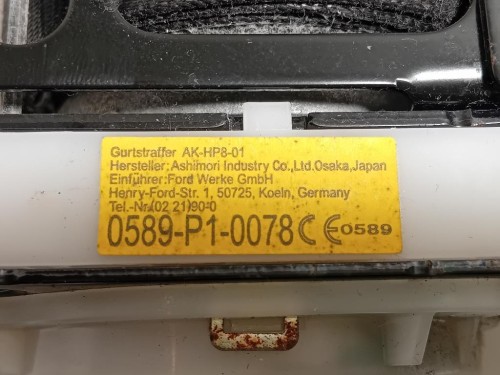 Gurtstraffer AK-HP8-01
Hersteller:Ashimori Industry Co.,Ltd.Osaka,Japan
Einführer:Ford Werke GmbH
Henry-Ford-Str. 1, 50725, Koeln, Germany
Tel.-Nr.(02 21)90-0
0589-P1-0078 CE0589